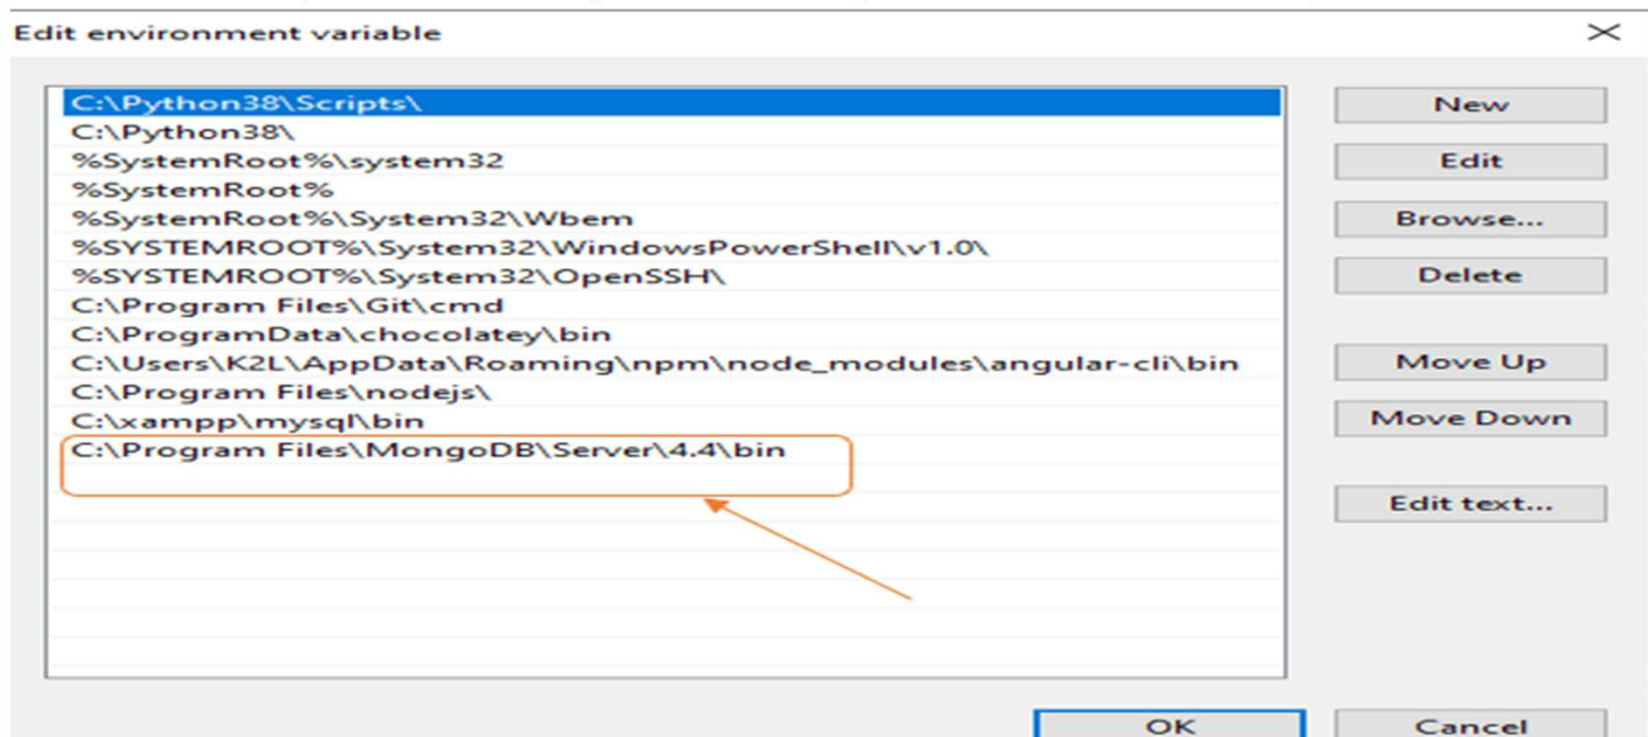 Edit environment variable
C:\Python38\Scripts\
C:\Python38\
%SystemRoot%\system32
%SystemRoot%
%SystemRoot%\System32\Wbem
%SYSTEMROOT%\System32\WindowsPowerShell\v1.0\
%SYSTEMROOT%\System32\OpenSSH\
C:\Program Files\Git\cmd
C:\ProgramData\chocolatey\bin
C:\Users\K2L\AppData\Roaming\npm\node_modules\angular-cli\bin
C:\Program Files\nodejs\
C:\xampp\mysql\bin
C:\Program Files\MongoDB\Server\4.4\bin
New
Edit
Browse...
Delete
Move Up
Move Down
Edit text...
OK
Cancel